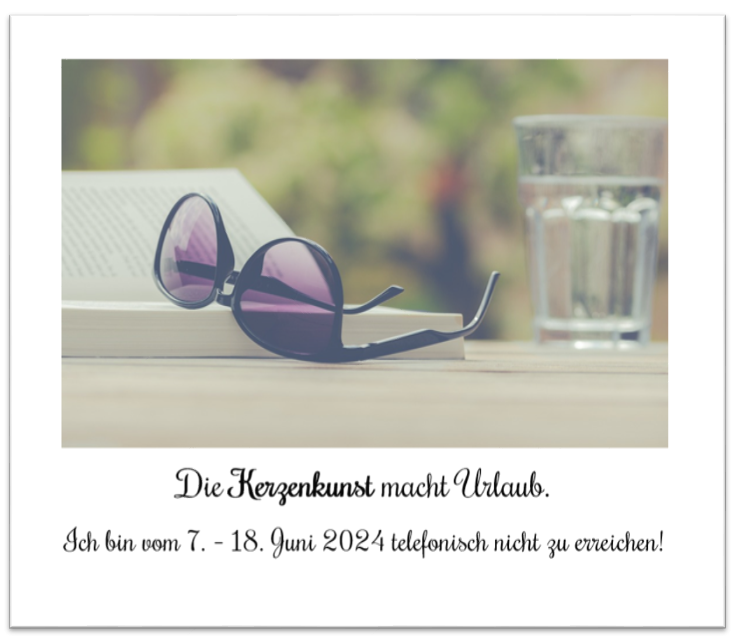 Die Kerzenkunst macht Urlaub.
Ich bin vom 7. - 18. Juni 2024 telefonisch nicht zu erreichen!